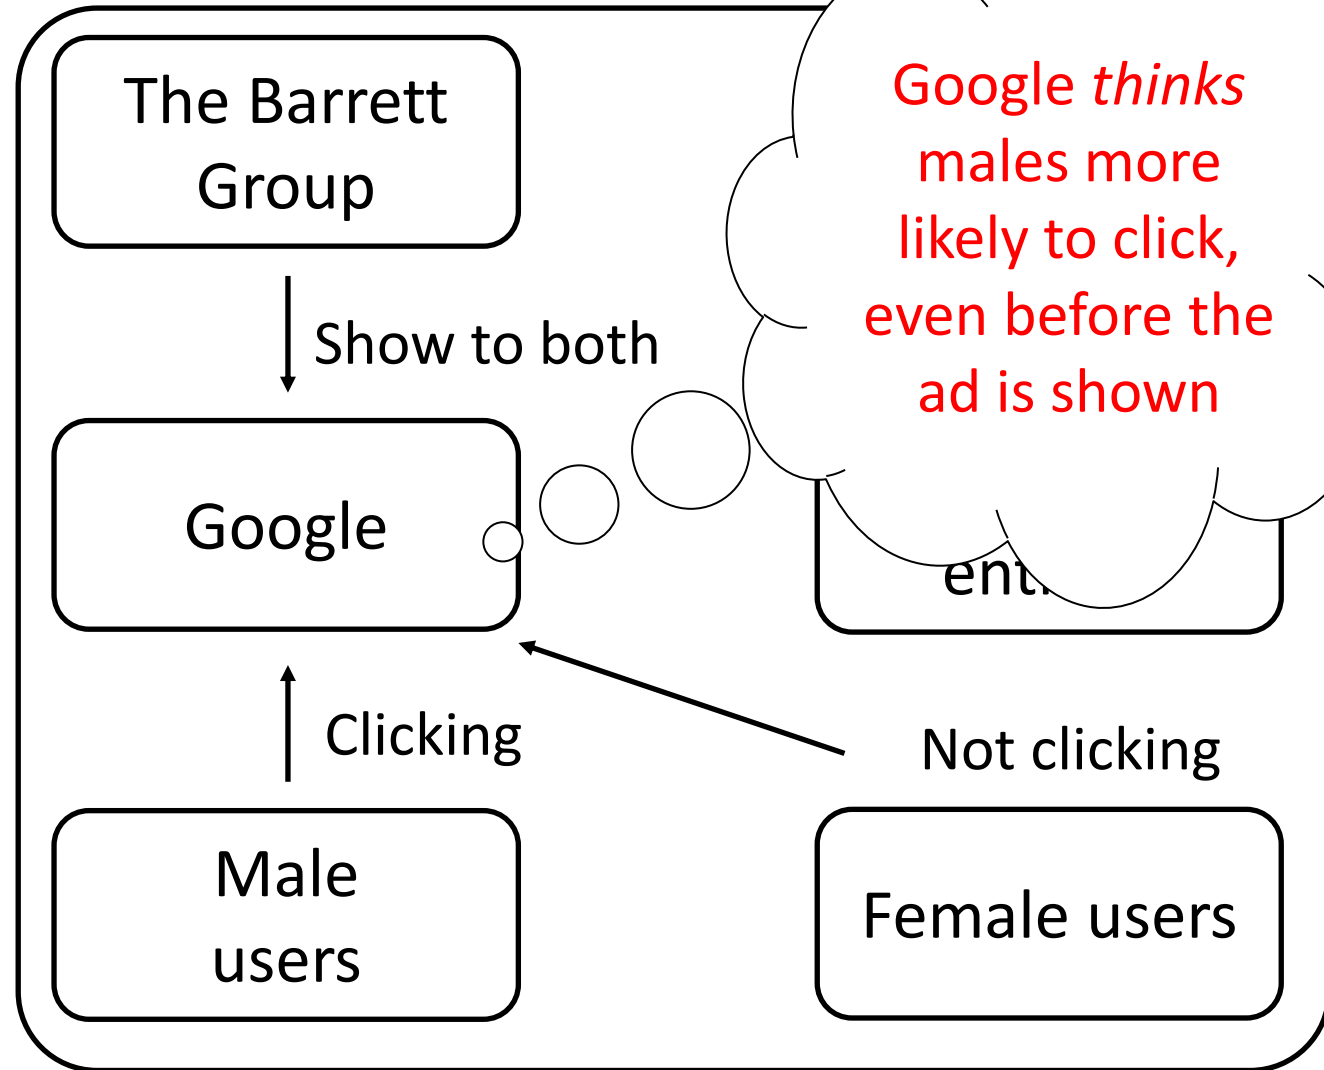 The Barrett
Group
Google thinks
males more
likely to click,
even before the
ad is shown
Show to both
Google
Clicking
Not clicking
Male
users
Female users